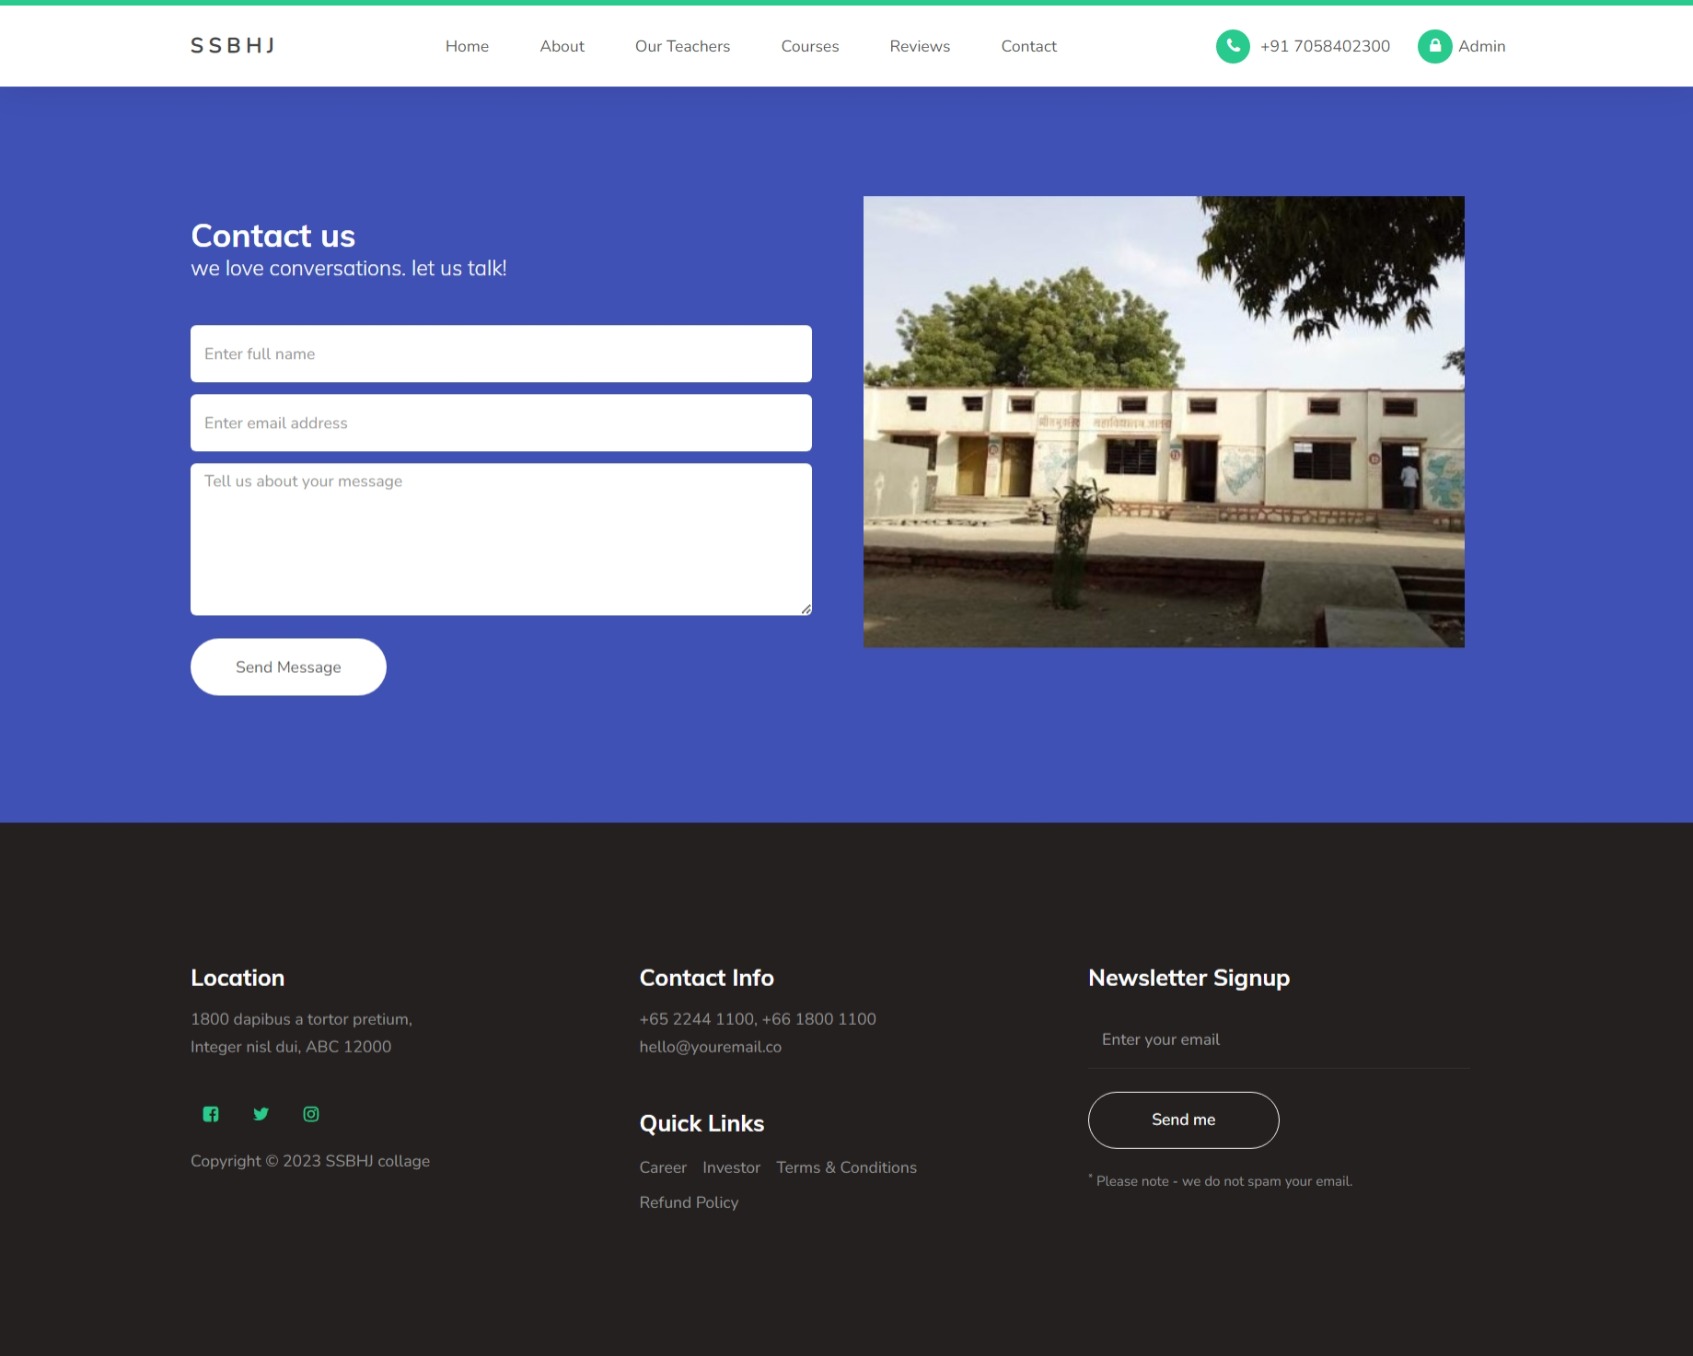 SSBHJ
Home About Our Teachers Courses Reviews Contact
+91 7058402300
Admin
Contact us
we love conversations. let us talk!
Enter full name
Enter email address
Tell us about your message
Send Message
Location
1800 dapibus a tortor pretium,
Integer nisl dui, ABC 12000
Copyright © 2023 SSBHJ collage
Contact Info
+65 2244 1100, +66 1800 1100
hello@youremail.co
Quick Links
Career Investor Terms & Conditions
Refund Policy
Newsletter Signup
Enter your email
Send me
* Please note - we do not spam your email.